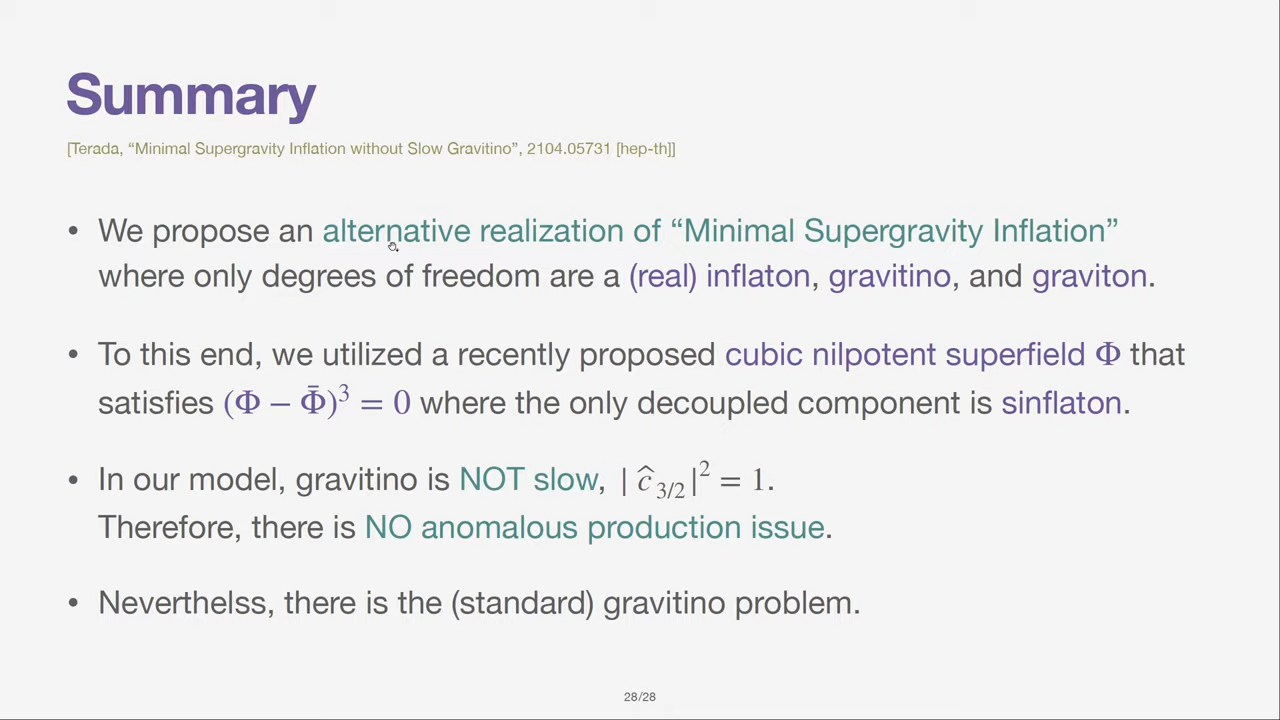 Summary
[Terada, “Minimal Supergravity Inflation without Slow Gravitino”, 2104.05731 [hep-th]]
• We propose an alternative realization of “Minimal Supergravity Inflation”
where only degrees of freedom are a (real) inflaton, gravitino, and graviton.
• To this end, we utilized a recently proposed cubic nilpotent superfield Φ that
satisfies (Φ − Φ̄)³ = 0 where the only decoupled component is sinflaton.
• In our model, gravitino is NOT slow, | ĉ₃/₂ |² = 1.
Therefore, there is NO anomalous production issue.
• Neverthelss, there is the (standard) gravitino problem.
28/28